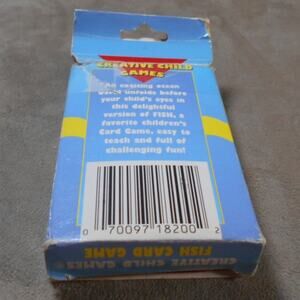 CREATIVE CHILD
GAMES
An exciting ocean
world unfolds before
your child's eyes in
this delightful
version of FISH, a
favorite children's
Card Game, easy to
teach and full of
challenging fun!
0 70097 18200 2
FISH CARD GAME
CREATIVE CHILD GAMES